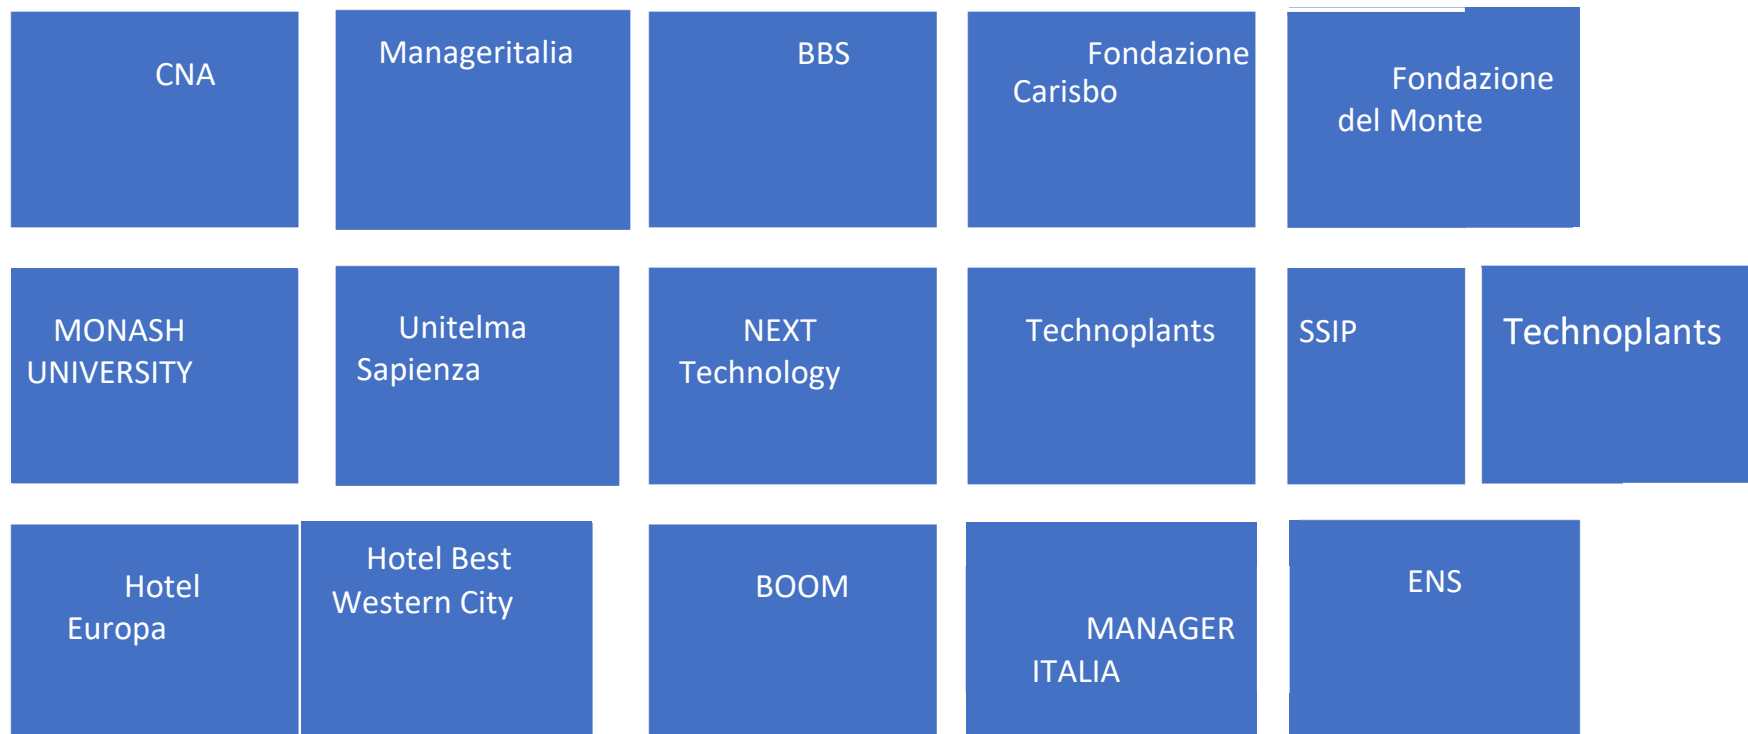 CNA
Manageritalia
BBS
Fondazione
Carisbo
Fondazione
del Monte
MONASH
UNIVERSITY
Unitelma
Sapienza
NEXT
Technology
Technoplants
SSIP
Technoplants
Hotel
Europa
Hotel Best
Western City
BOOM
MANAGER
ITALIA
ENS